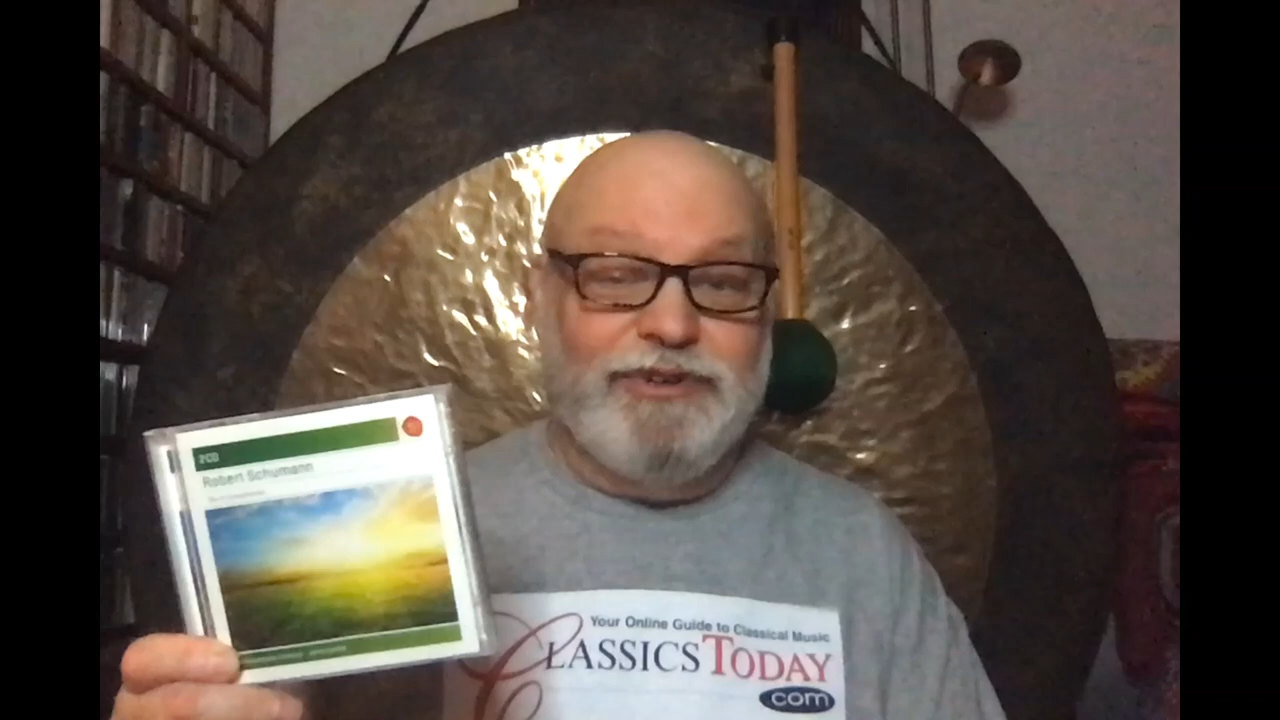 2CD
Robert Schumann
Your Online Guide to Classical Music
CLASSICSTODAY
com